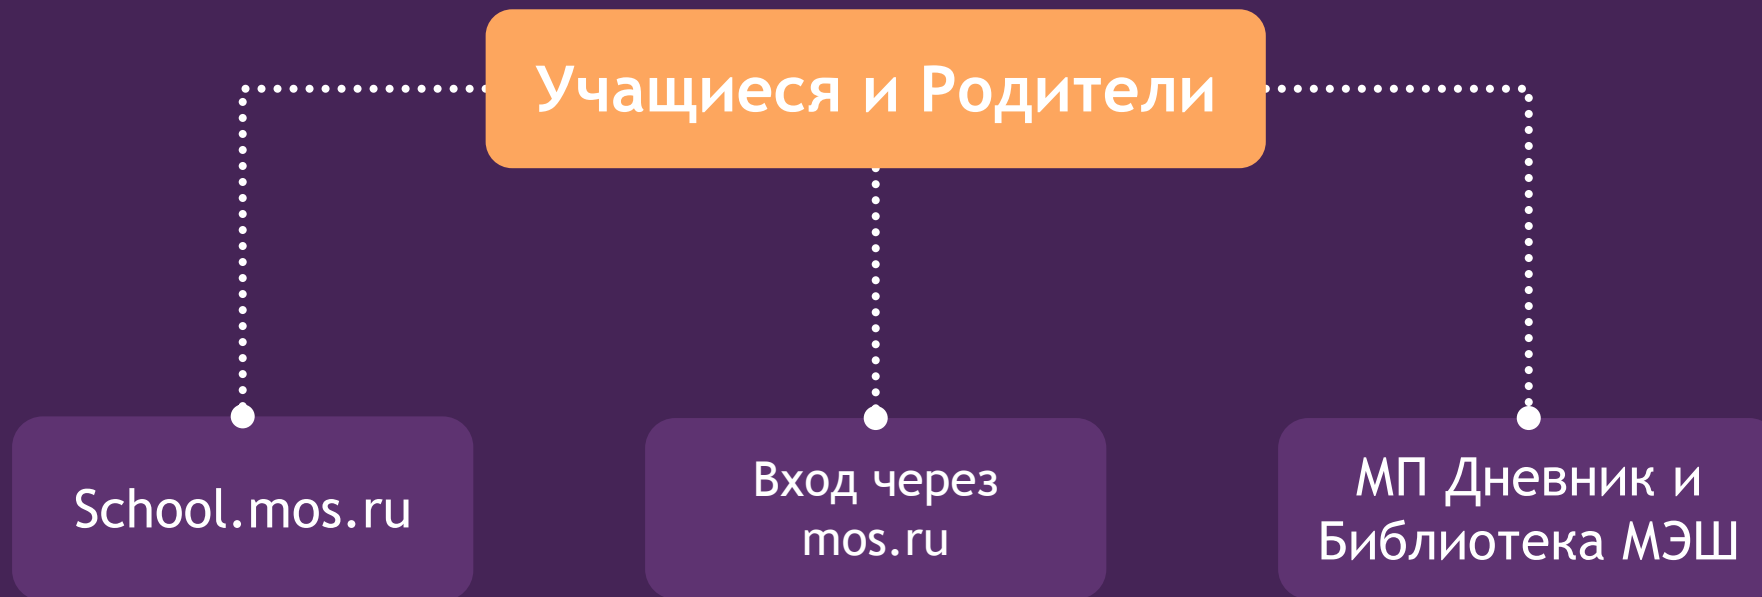 Учащиеся и Родители
School.mos.ru
Вход через
mos.ru
МП Дневник и
Библиотека МЭШ